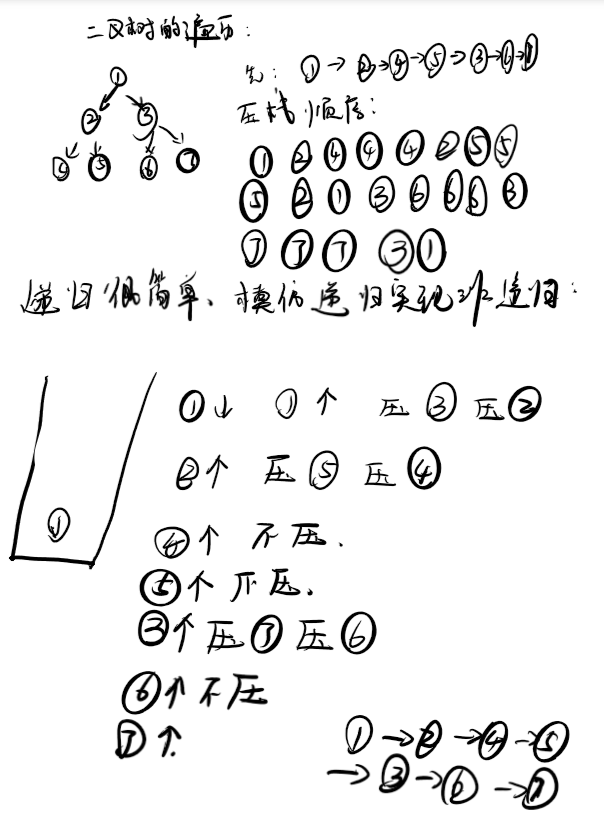 二叉树的遍历:
先: ①→②→④→⑤→③→⑥→⑦
①
② ③
④ ⑤ ⑥ ⑦
压栈顺序:
① ② ④ ④ ④ ② ⑤ ⑤
⑤ ② ① ③ ⑥ ⑥ ⑥ ③
⑦ ⑦ ⑦ ③ ①
递归很简单、模仿递归实现非递归:
①
①↓ ①↑ 压③ 压②
②↑ 压⑤ 压④
④↑ 不压.
⑤↑ 不压.
③↑ 压⑦ 压⑥
⑥↑ 不压
⑦↑
①→②→④→⑤
→③→⑥→⑦